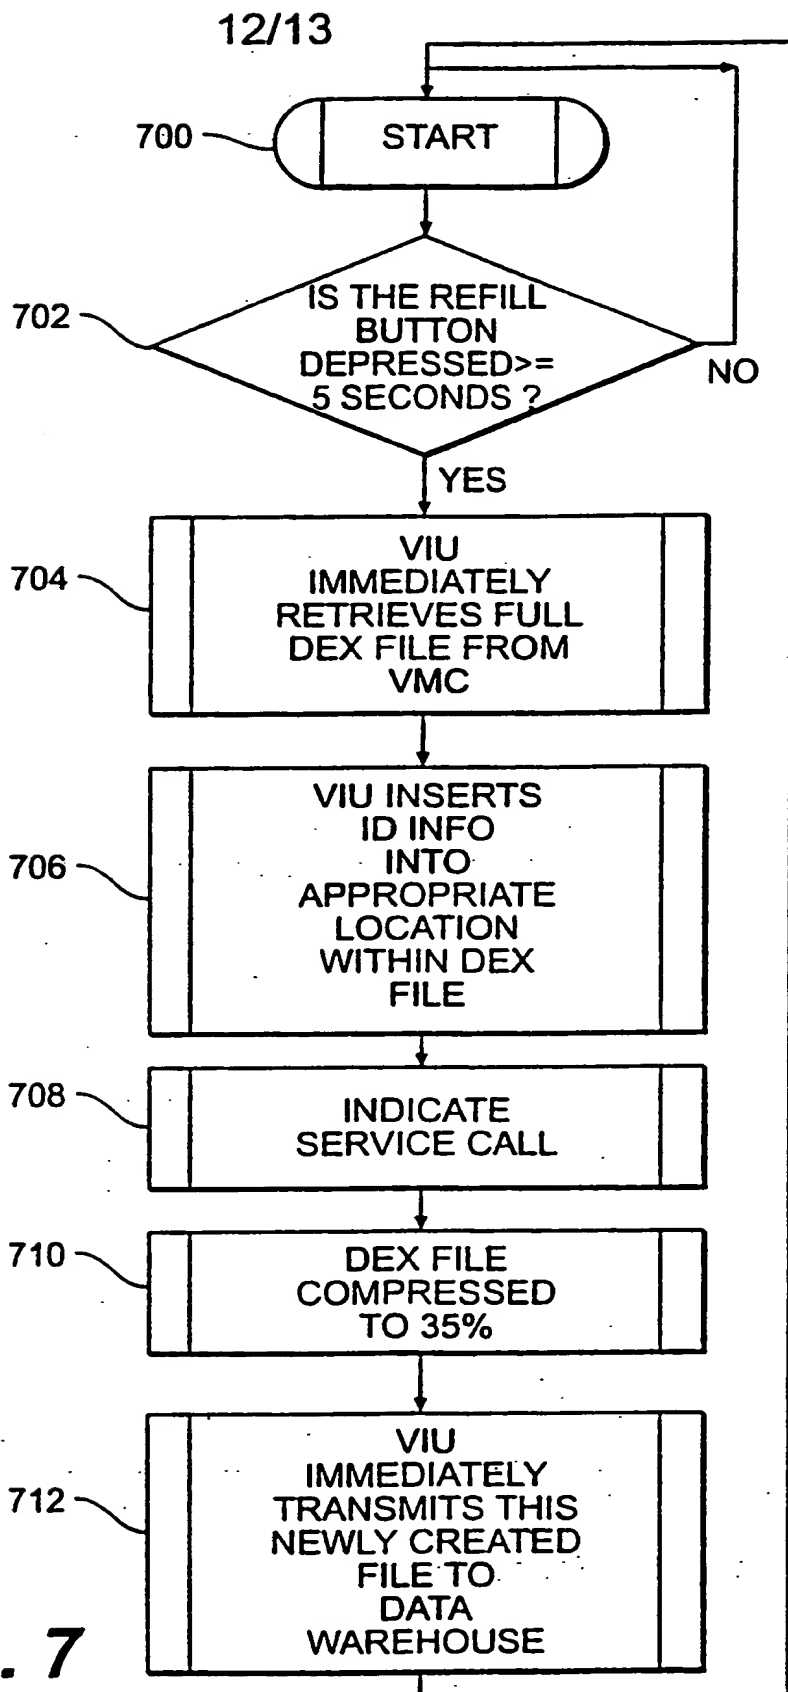 12/13
700
START
702
IS THE REFILL
BUTTON
DEPRESSED>=
5 SECONDS ?
NO
YES
704
VIU
IMMEDIATELY
RETRIEVES FULL
DEX FILE FROM
VMC
706
VIU INSERTS
ID INFO
INTO
APPROPRIATE
LOCATION
WITHIN DEX
FILE
708
INDICATE
SERVICE CALL
710
DEX FILE
COMPRESSED
TO 35%
712
VIU
IMMEDIATELY
TRANSMITS THIS
NEWLY CREATED
FILE TO
DATA
WAREHOUSE
. 7